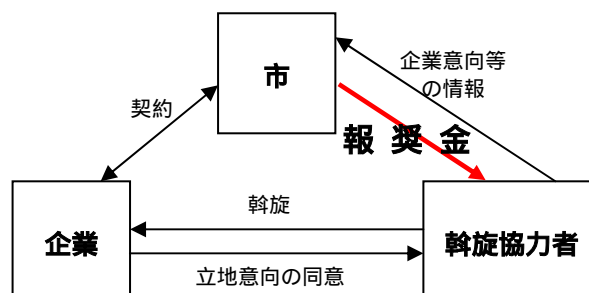 市
企業意向等
の情報
契約
報奨金
斡旋
企業
斡旋協力者
立地意向の同意